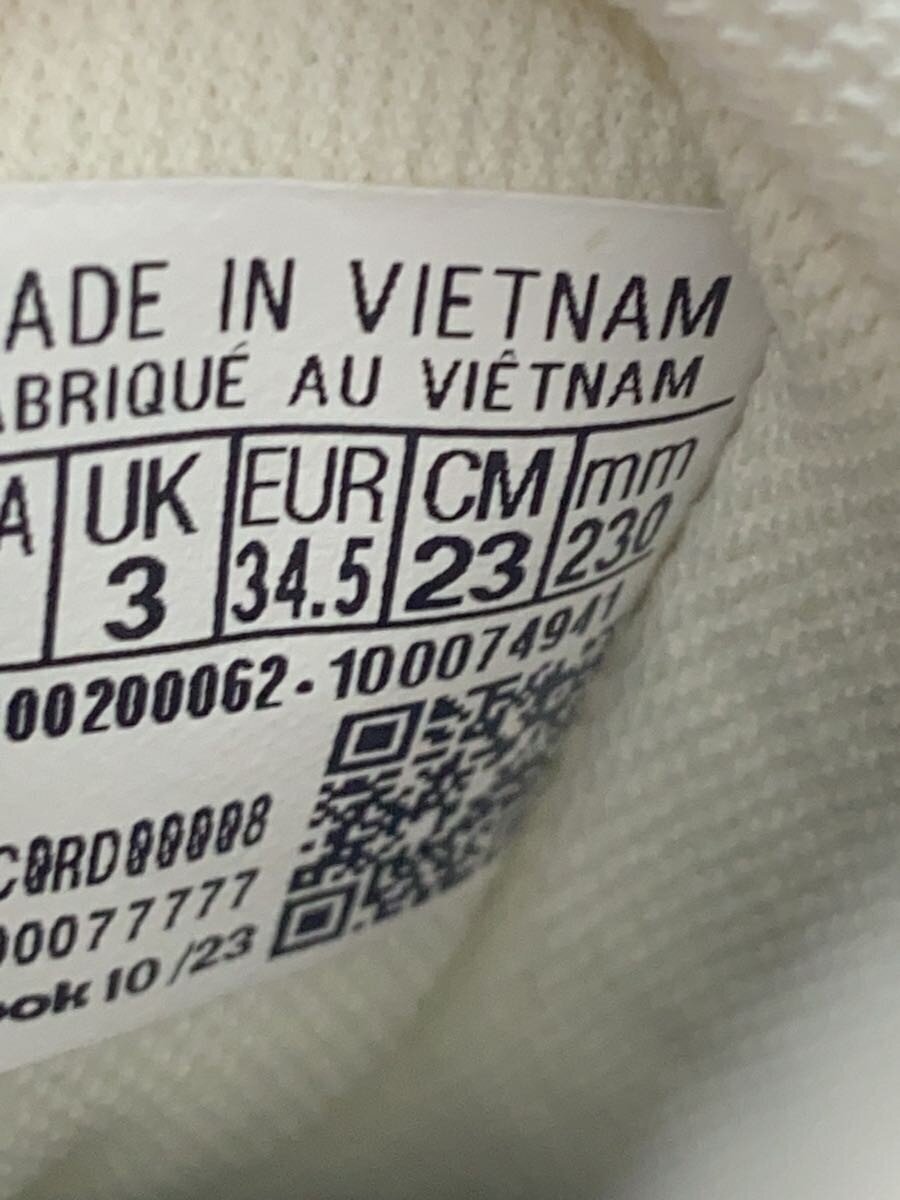 ADE IN VIETNAM
ABRIQUÉ AU VIÊTNAM
A UK EUR CM mm
3 34.5 23 230
00200062-100074941
C0RD00008
00077777
ook 10/23